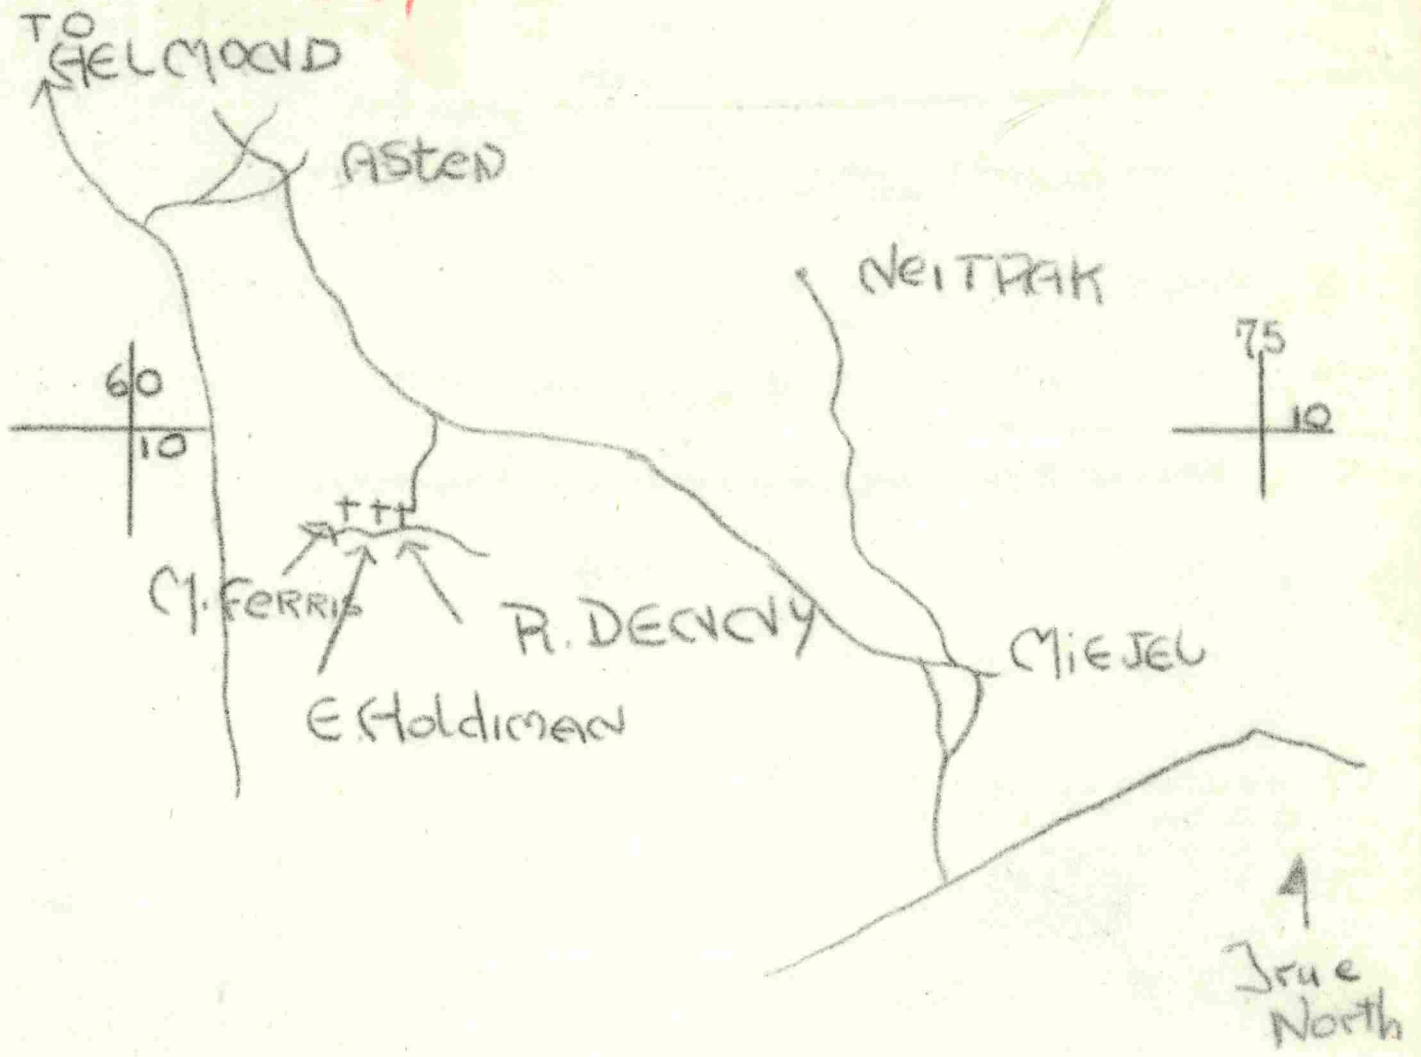 TO
HELMOND
ASteN
NEITRAK
75
60
10
10
M. FERRIS
R. DENNY
MiEJEL
E. HoldiMAN
True
North